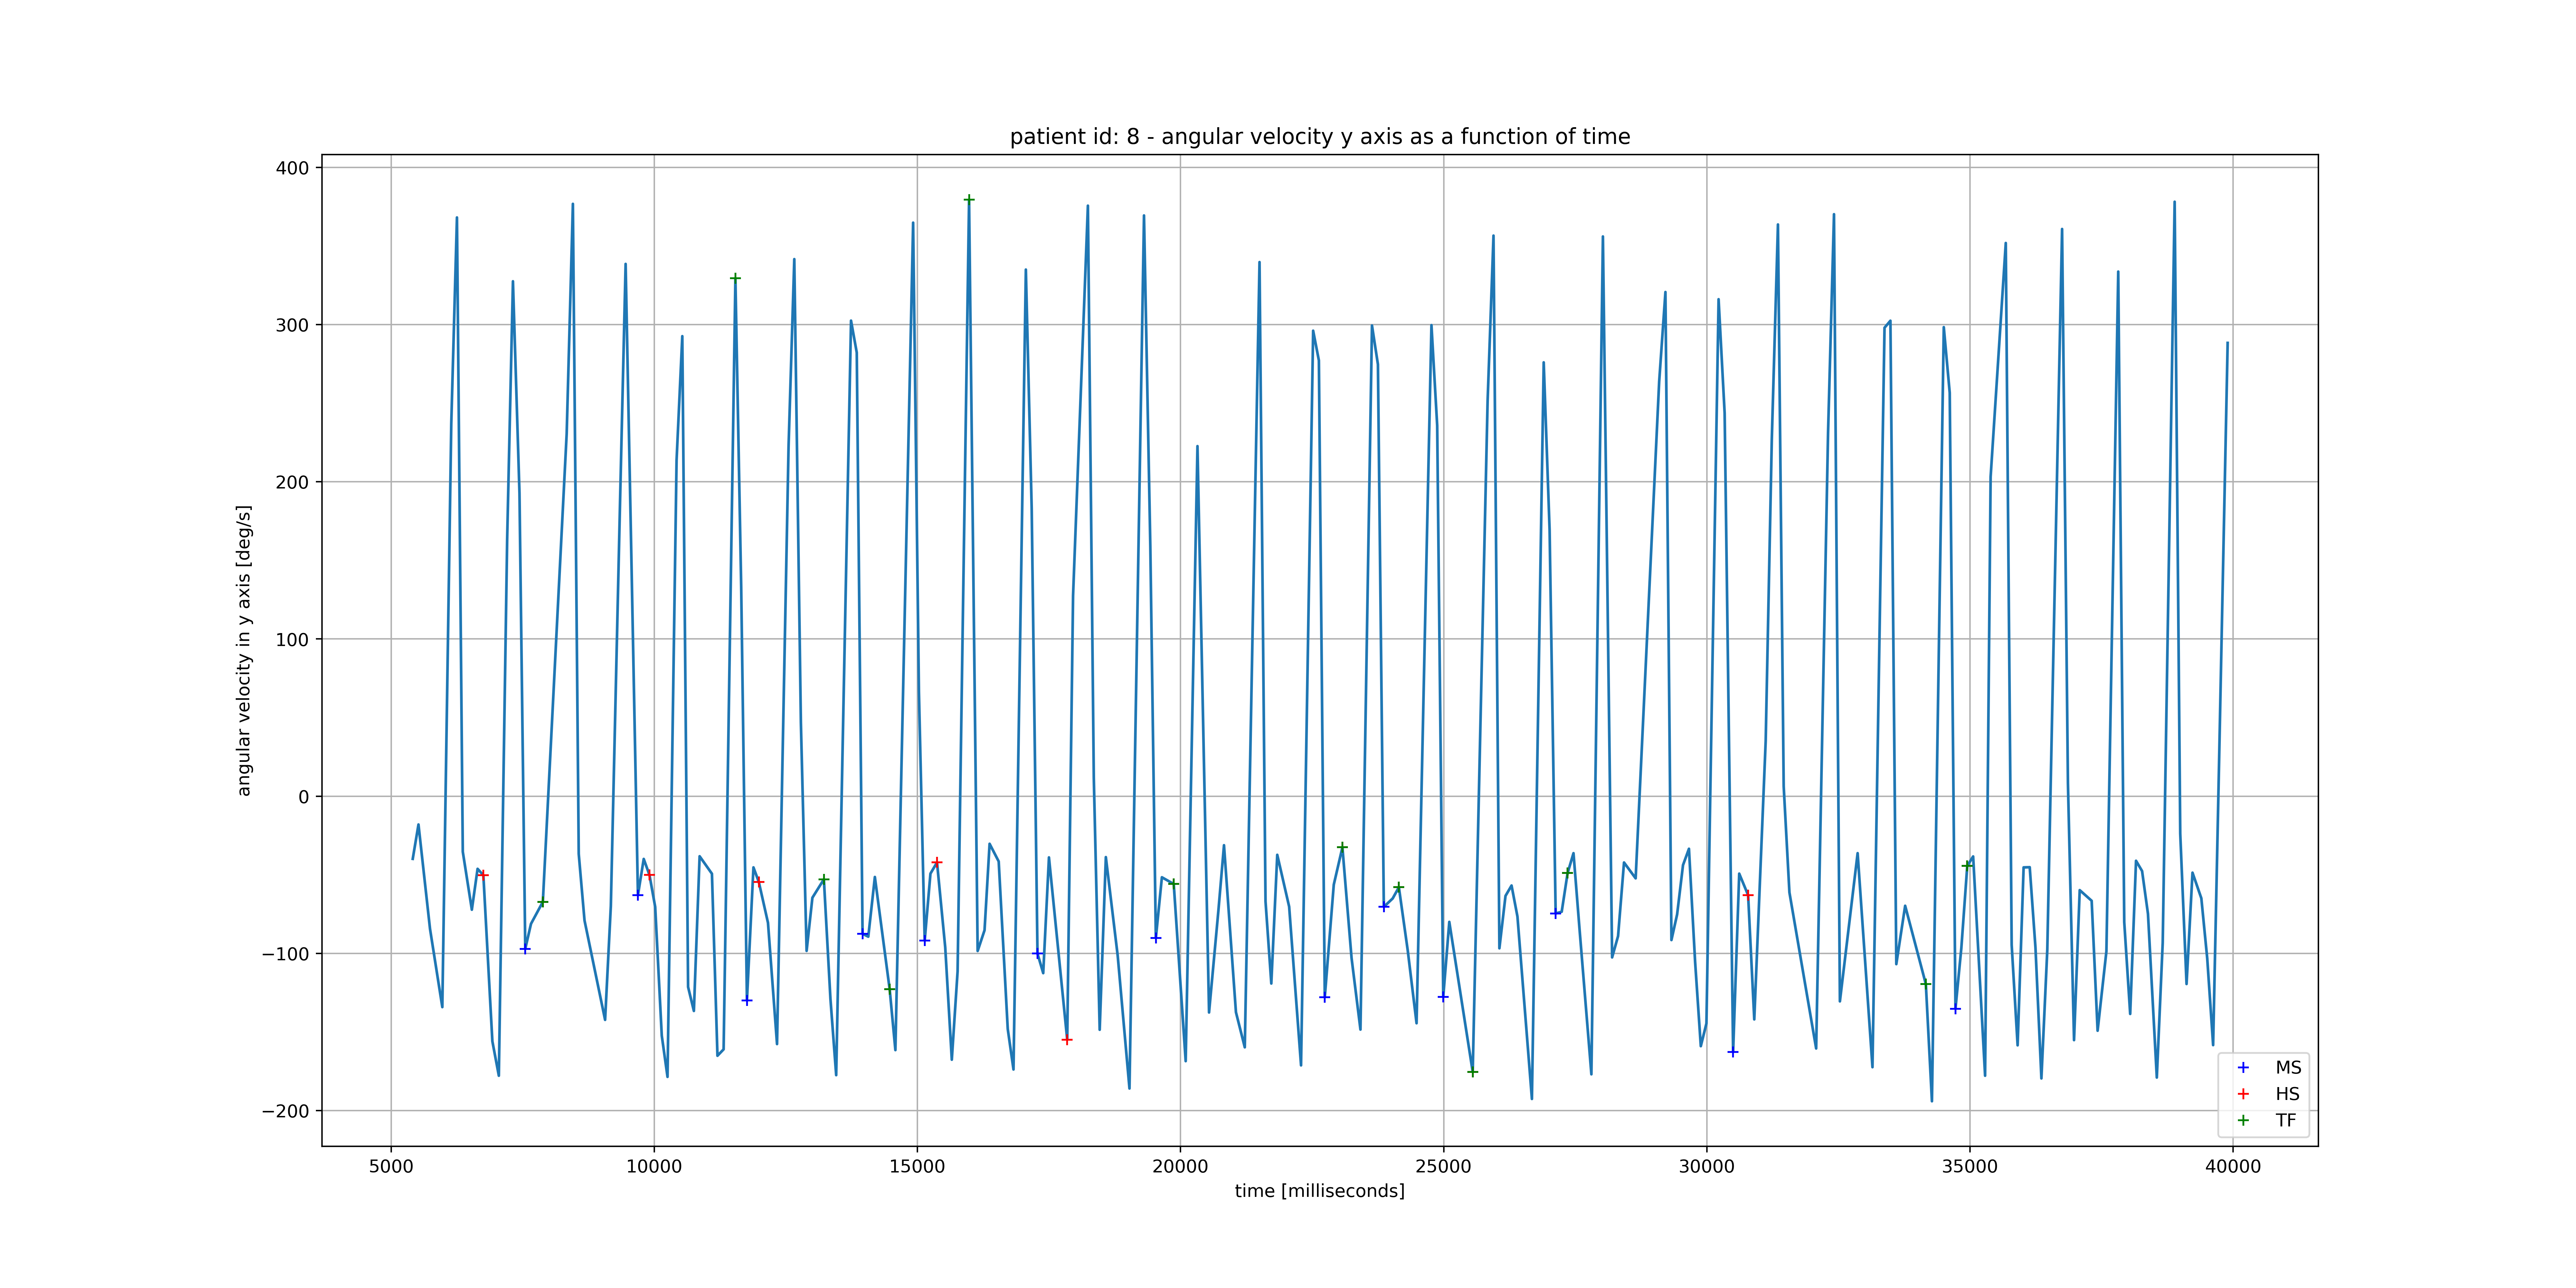 patient id: 8 - angular velocity y axis as a function of time
angular velocity in y axis [deg/s]
400
300
200
100
0
−100
−200
5000 10000 15000 20000 25000 30000 35000 40000
time [milliseconds]
MS
HS
TF